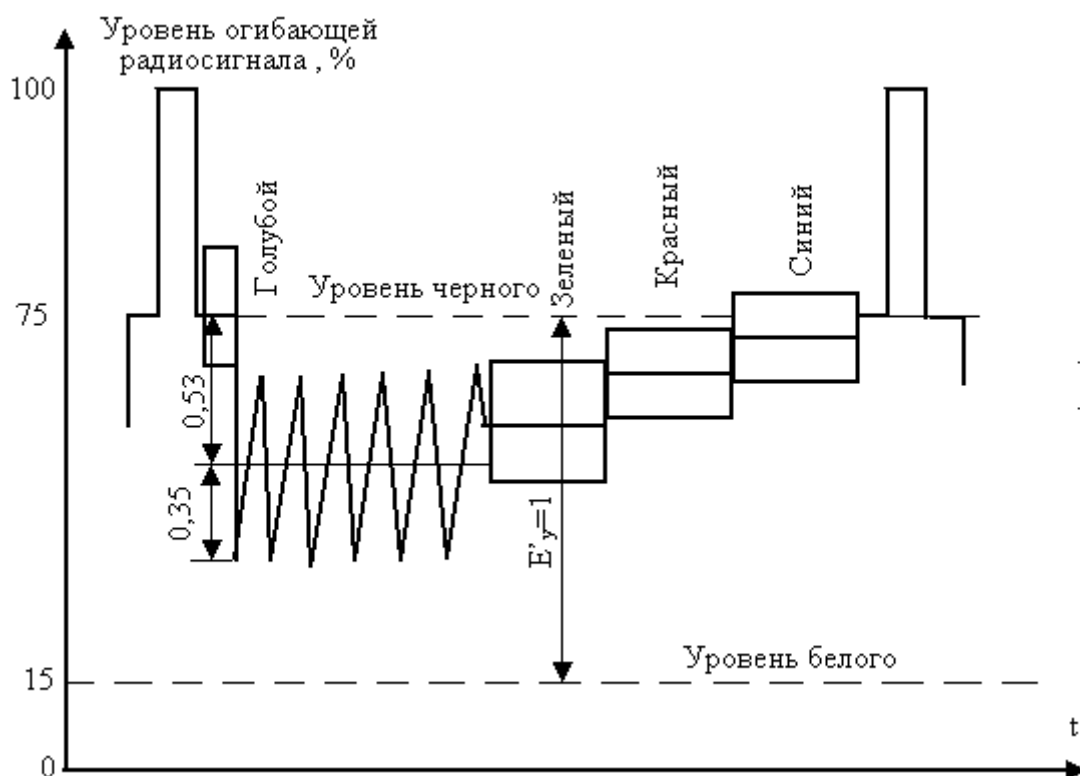 Уровень огибающей
радиосигнала , %
100
Голубой
Зеленый
Красный
Синий
Уровень черного
75
0,53
0,35
E'y=1
Уровень белого
15
t
0